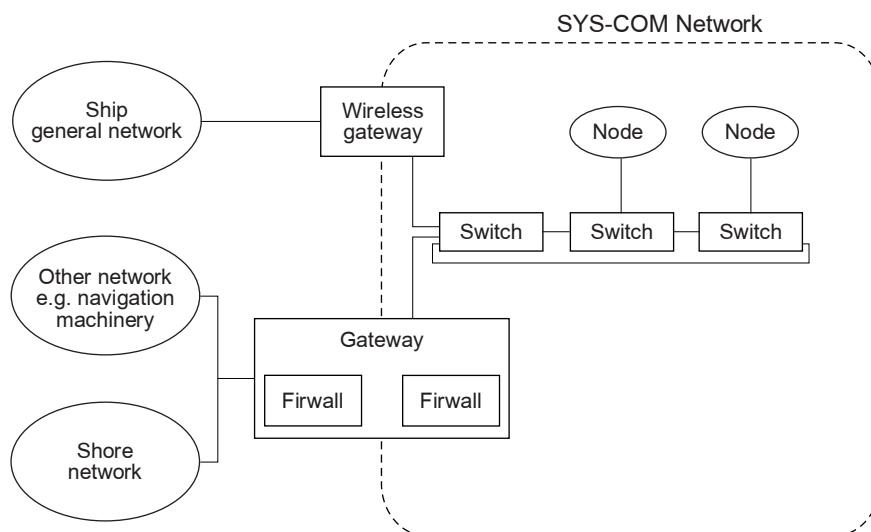 SYS-COM Network
Ship
general network
Wireless
gateway
Node
Node
Switch
Switch
Switch
Other network
e.g. navigation
machinery
Gateway
Firwall
Firwall
Shore
network